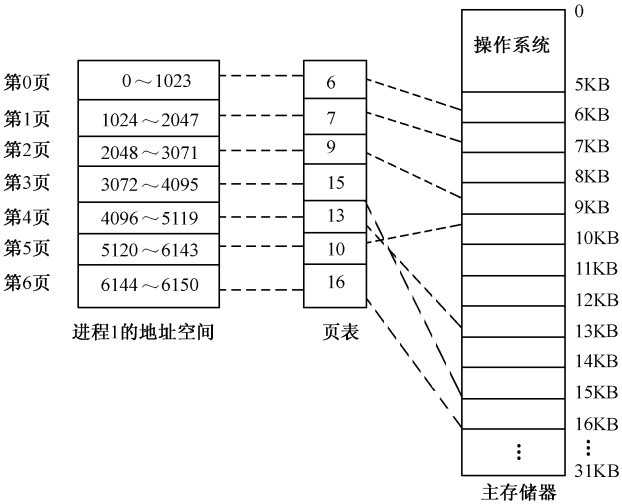 第0页 0～1023 6
第1页 1024～2047 7
第2页 2048～3071 9
第3页 3072～4095 15
第4页 4096～5119 13
第5页 5120～6143 10
第6页 6144～6150 16
进程1的地址空间
页表
0
操作系统
5KB
6KB
7KB
8KB
9KB
10KB
11KB
12KB
13KB
14KB
15KB
16KB
⋮ ⋮
31KB
主存储器